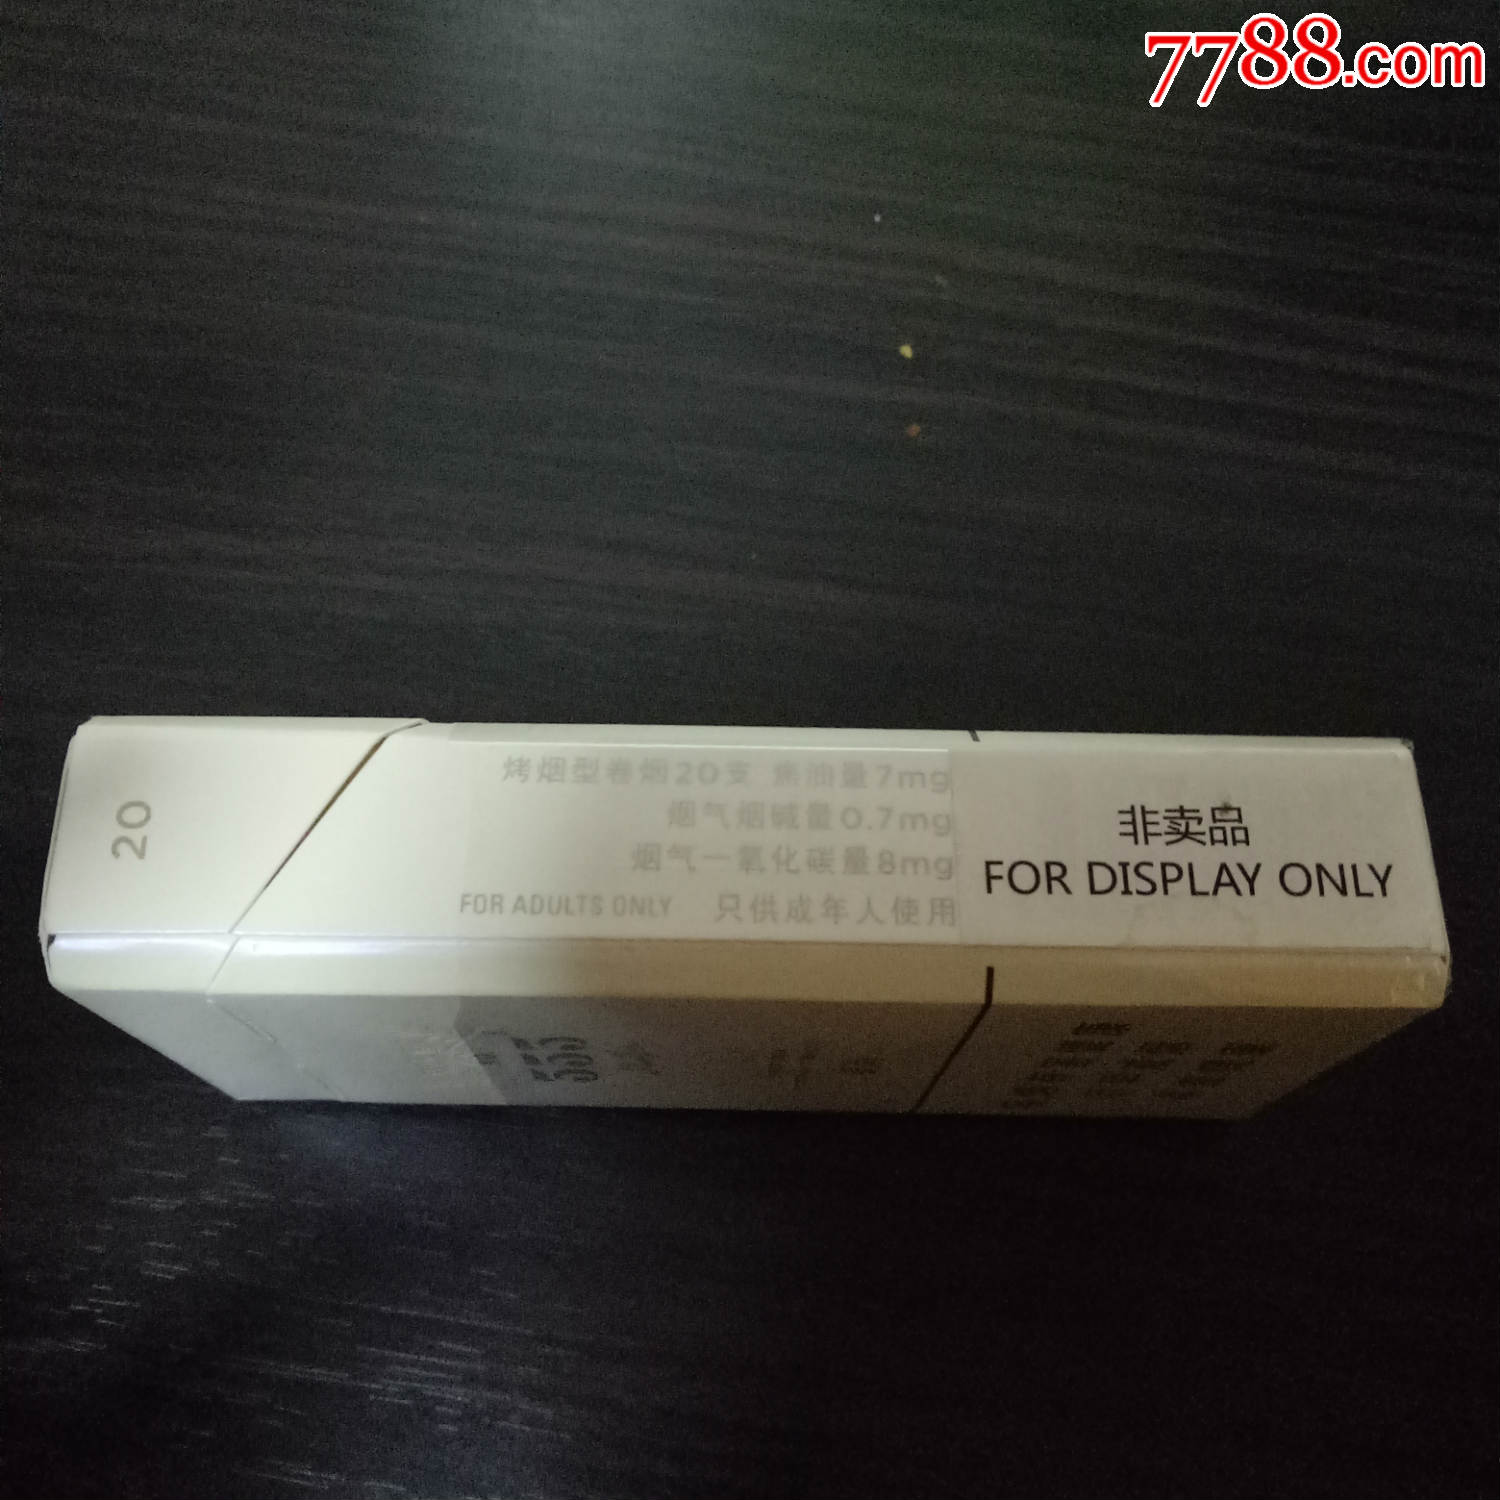 7788.com
20
烤烟型卷烟20支 焦油量7mg
烟气烟碱量0.7mg
烟气一氧化碳量8mg
FOR ADULTS ONLY 只供成年人使用
非卖品
FOR DISPLAY ONLY
555